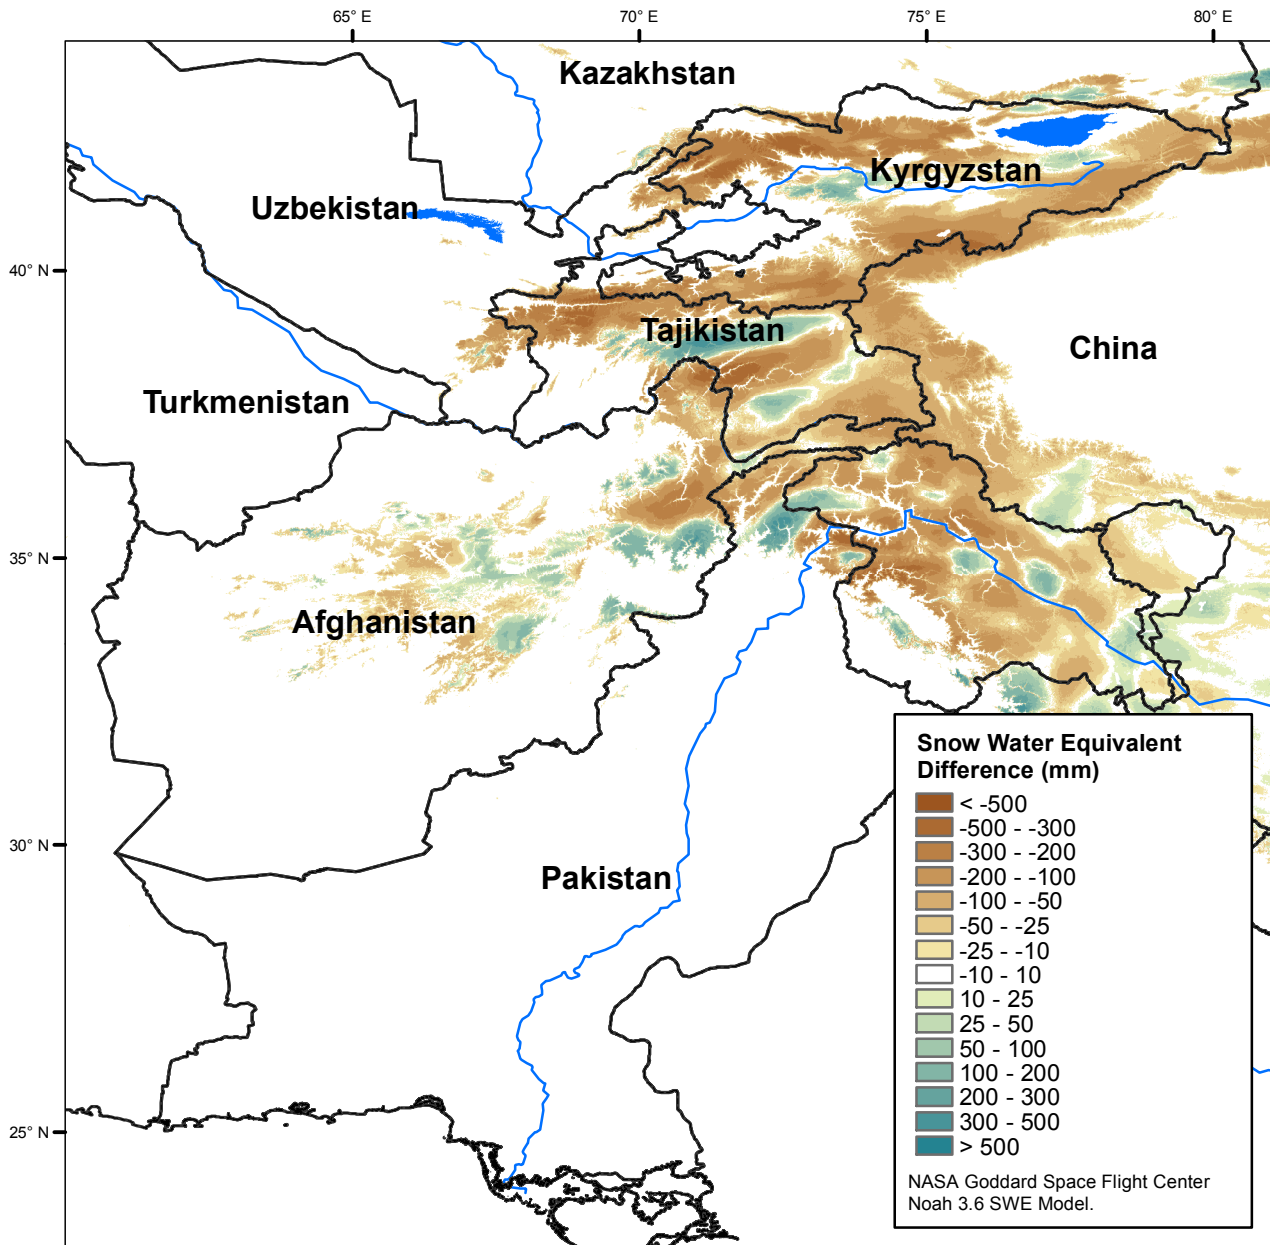 65° E
70° E
75° E
80° E
Kazakhstan
Kyrgyzstan
Uzbekistan
40° N
Tajikistan
China
Turkmenistan
35° N
Afghanistan
Snow Water Equivalent
Difference (mm)
< -500
-500 - -300
-300 - -200
-200 - -100
-100 - -50
-50 - -25
-25 - -10
-10 - 10
10 - 25
25 - 50
50 - 100
100 - 200
200 - 300
300 - 500
> 500
NASA Goddard Space Flight Center
Noah 3.6 SWE Model.
30° N
Pakistan
25° N